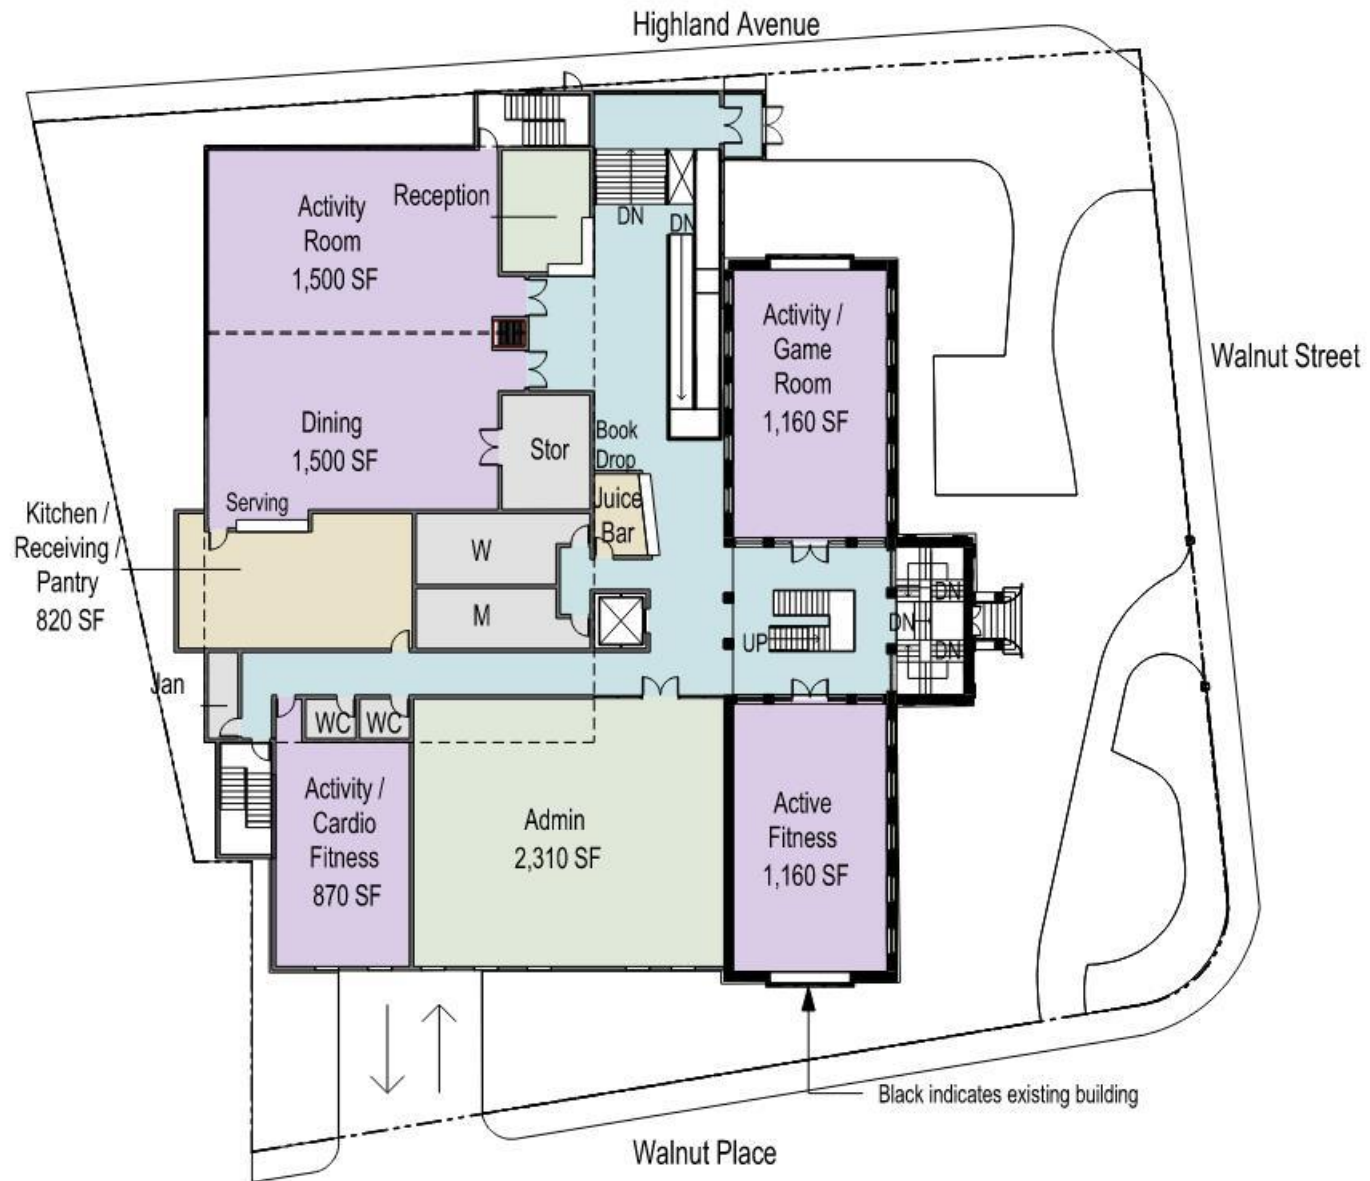 Highland Avenue
Activity
Room
1,500 SF
Reception
DN
DN
Activity /
Game
Room
1,160 SF
Walnut Street
Dining
1,500 SF
Stor
Book
Drop
Juice
Bar
Serving
Kitchen /
Receiving /
Pantry
820 SF
W
M
UP
DN
DN
DN
Jan
WC
WC
Activity /
Cardio
Fitness
870 SF
Admin
2,310 SF
Active
Fitness
1,160 SF
Black indicates existing building
Walnut Place